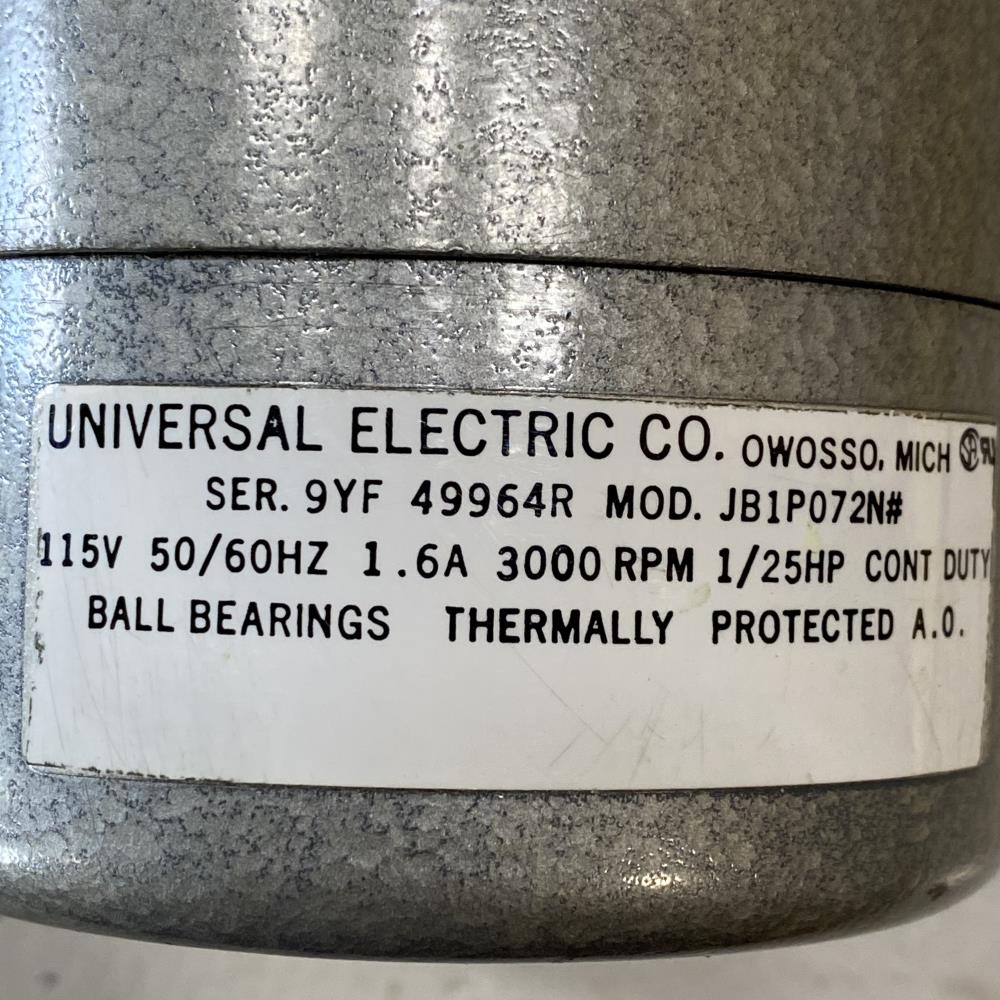 UNIVERSAL ELECTRIC CO. OWOSSO, MICH
SER. 9YF 49964R MOD. JB1P072N#
115V 50/60HZ 1.6A 3000 RPM 1/25HP CONT DUTY
BALL BEARINGS THERMALLY PROTECTED A.O.